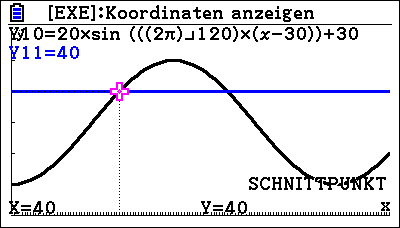 [EXE]:Koordinaten anzeigen
Y10=20×sin (((2π)⌟120)×(x-30))+30
Y11=40
SCHNITTPUNKT
X=40 Y=40 x